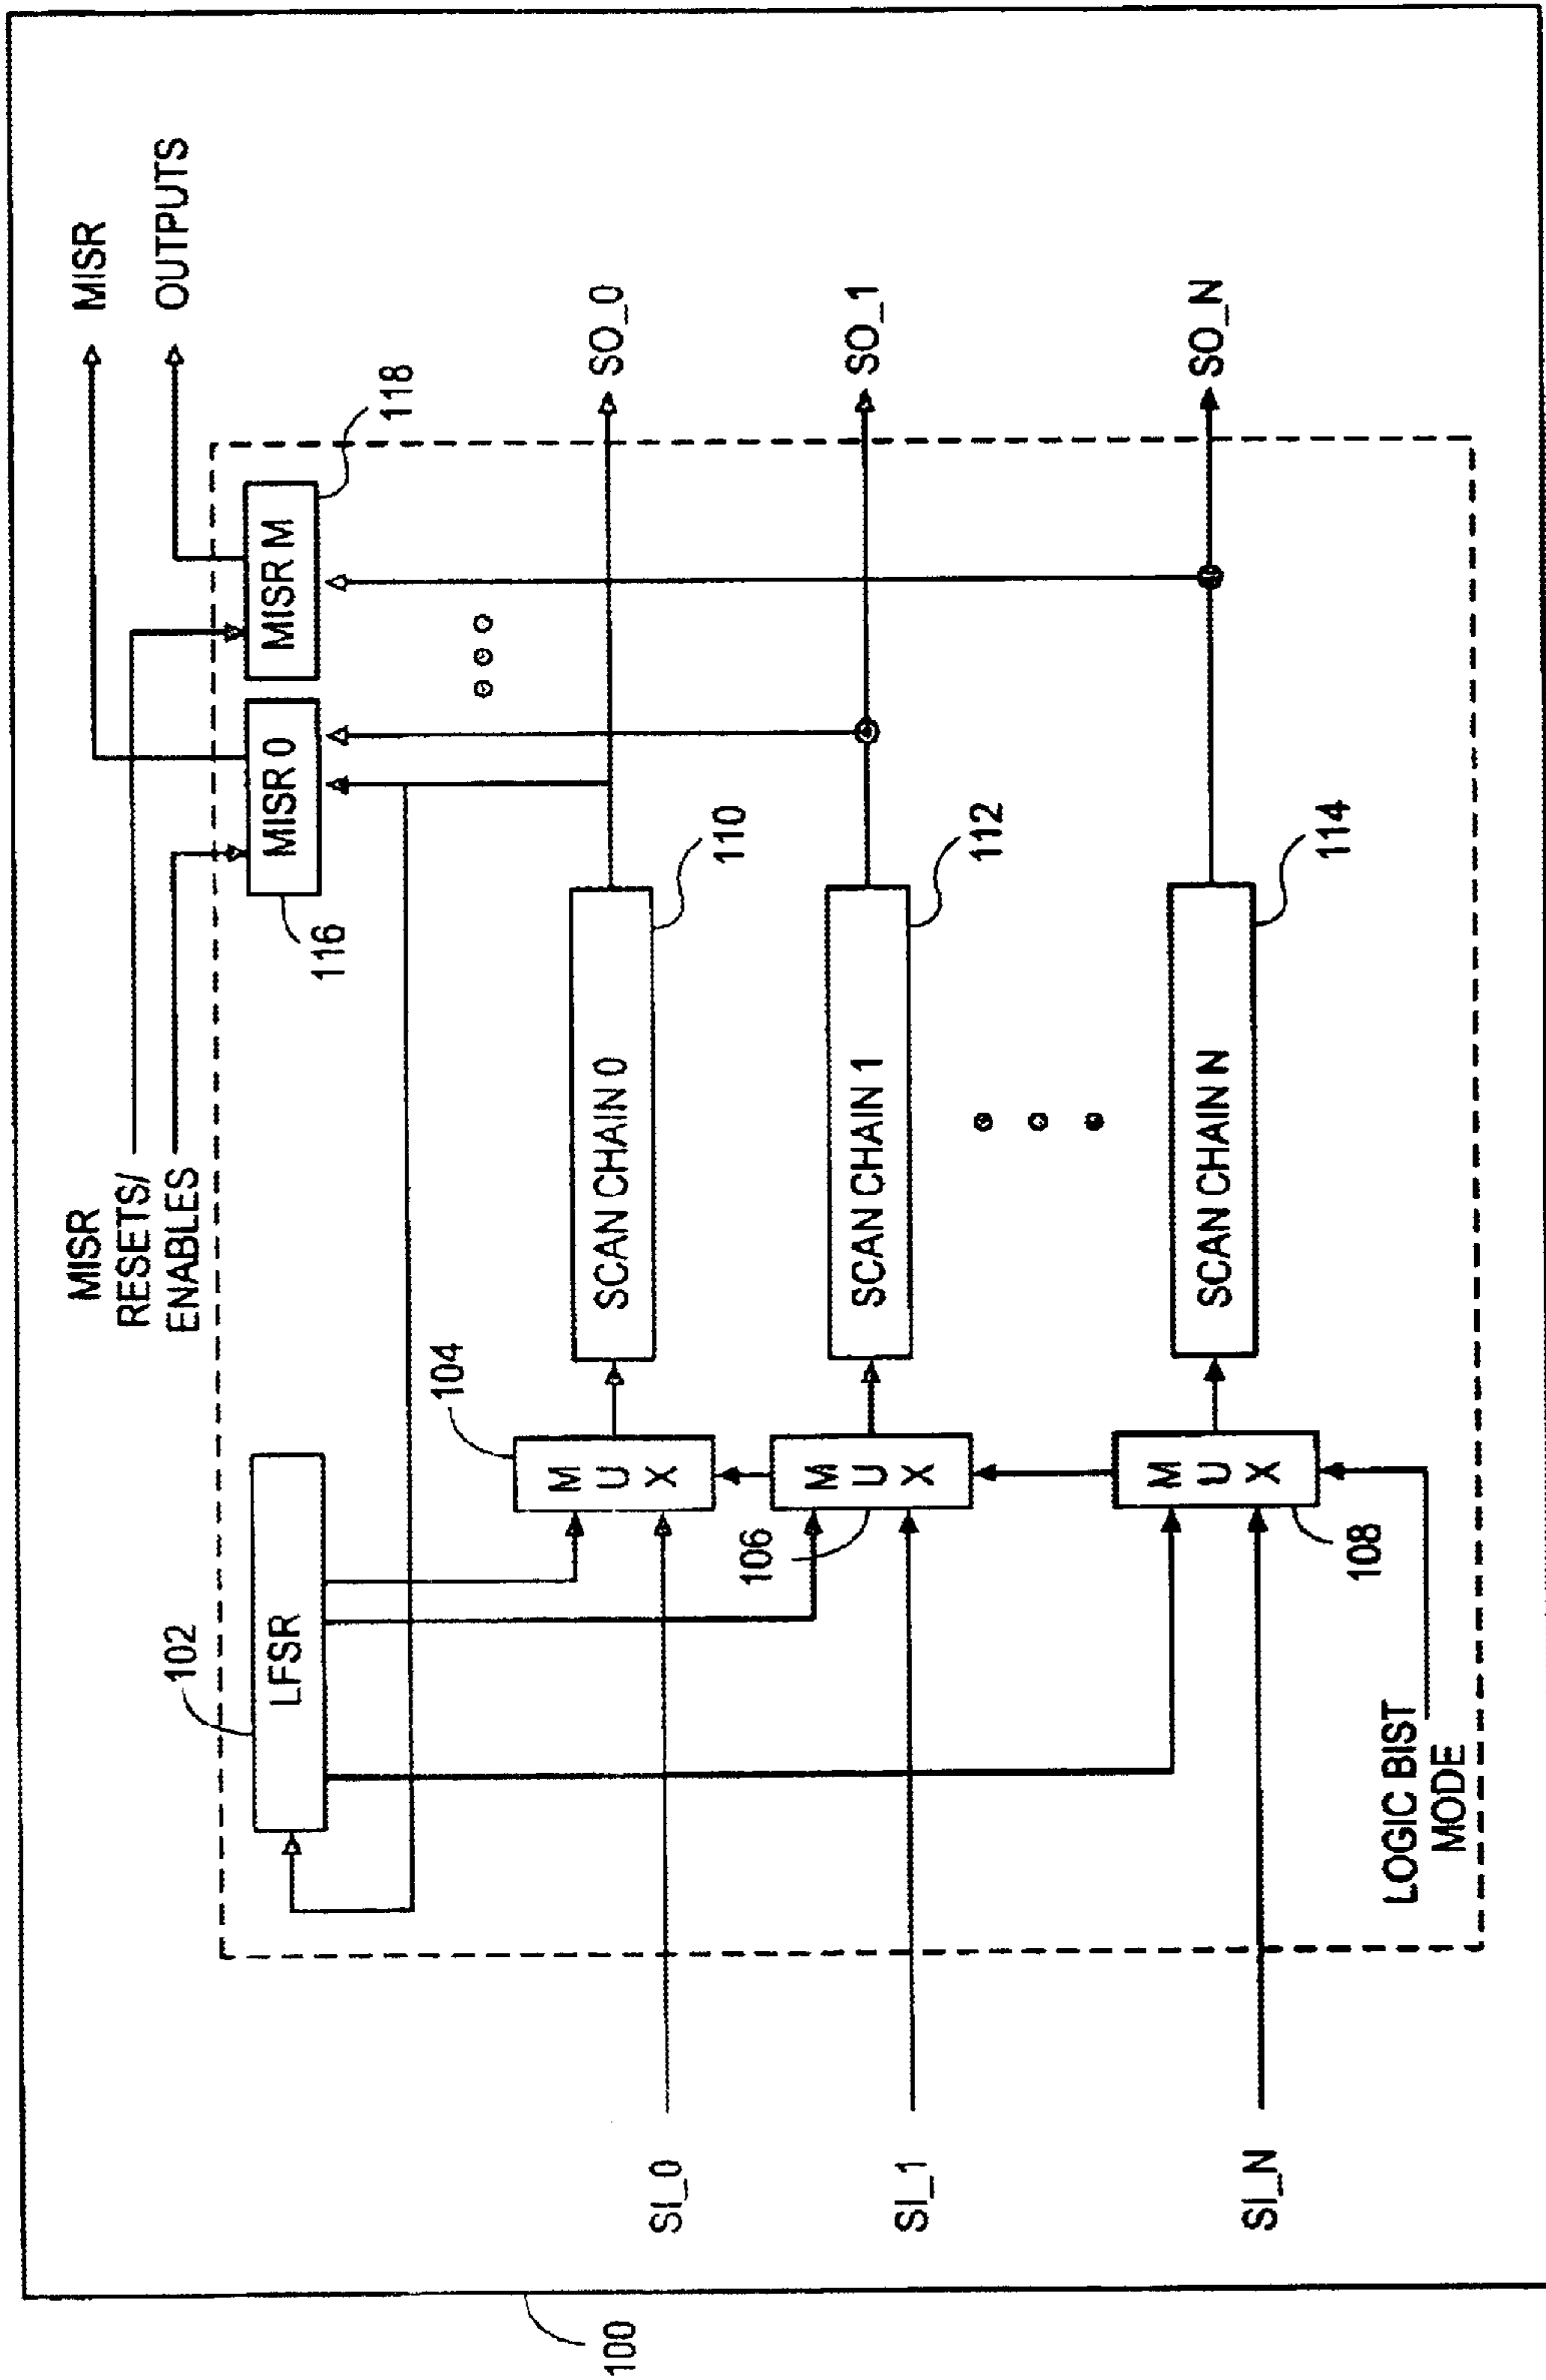 MISR
RESETS/
ENABLES
MISR
OUTPUTS
102
LFSR
116
MISR 0
MISR M
118
104
M
U
X
SCAN CHAIN 0
110
SO_0
SI_0
106
M
U
X
SCAN CHAIN 1
112
SO_1
SI_1
108
M
U
X
SCAN CHAIN N
114
SO_N
SI_N
LOGIC BIST
MODE
100